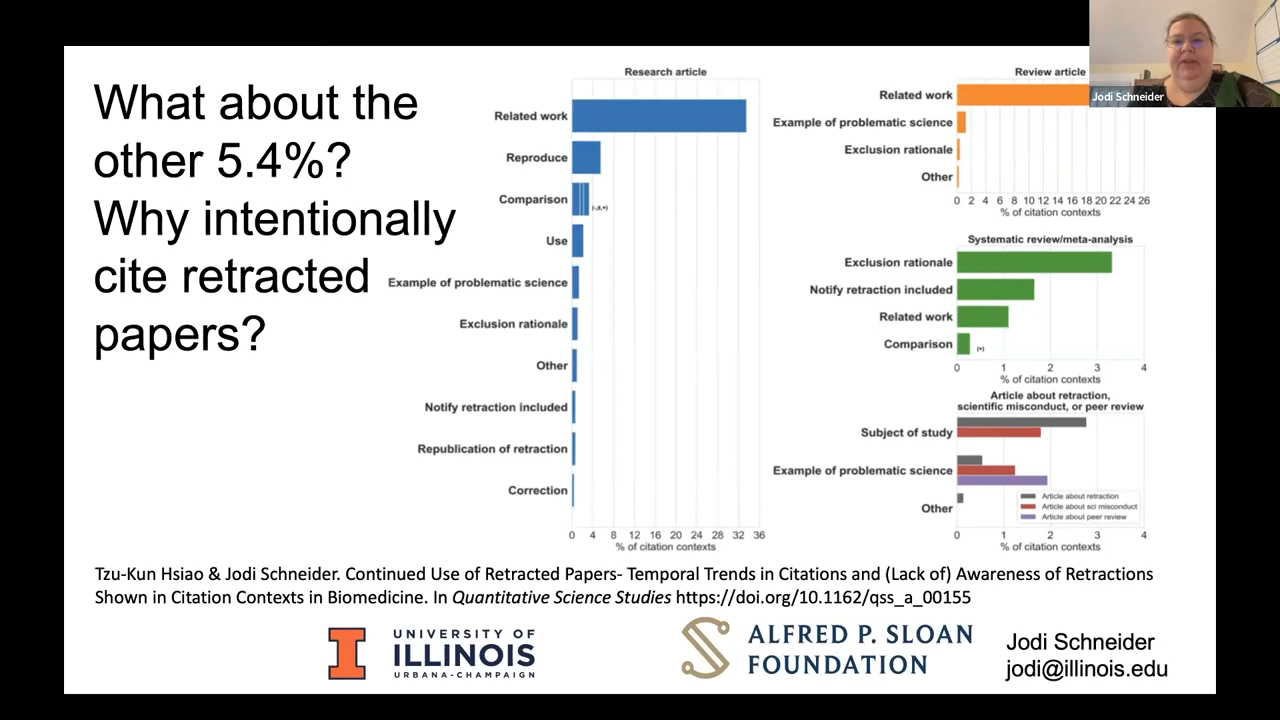 What about the
other 5.4%?
Why intentionally
cite retracted
papers?
Research article
Related work
Reproduce
Comparison
Use
Example of problematic science
Exclusion rationale
Other
Notify retraction included
Republication of retraction
Correction
0 4 8 12 16 20 24 28 32 36
% of citation contexts
Review article
Related work
Example of problematic science
Exclusion rationale
Other
0 2 4 6 8 10 12 14 16 18 20 22 24 26
% of citation contexts
Systematic review/meta-analysis
Exclusion rationale
Notify retraction included
Related work
Comparison
(+)
0 1 2 3 4
% of citation contexts
Article about retraction,
scientific misconduct, or peer review
Subject of study
Example of problematic science
Other
Article about retraction
Article about sci misconduct
Article about peer review
0 1 2 3 4
% of citation contexts
Jodi Schneider
Tzu-Kun Hsiao & Jodi Schneider. Continued Use of Retracted Papers- Temporal Trends in Citations and (Lack of) Awareness of Retractions
Shown in Citation Contexts in Biomedicine. In Quantitative Science Studies https://doi.org/10.1162/qss_a_00155
UNIVERSITY OF
ILLINOIS
URBANA-CHAMPAIGN
ALFRED P. SLOAN
FOUNDATION
Jodi Schneider
jodi@illinois.edu